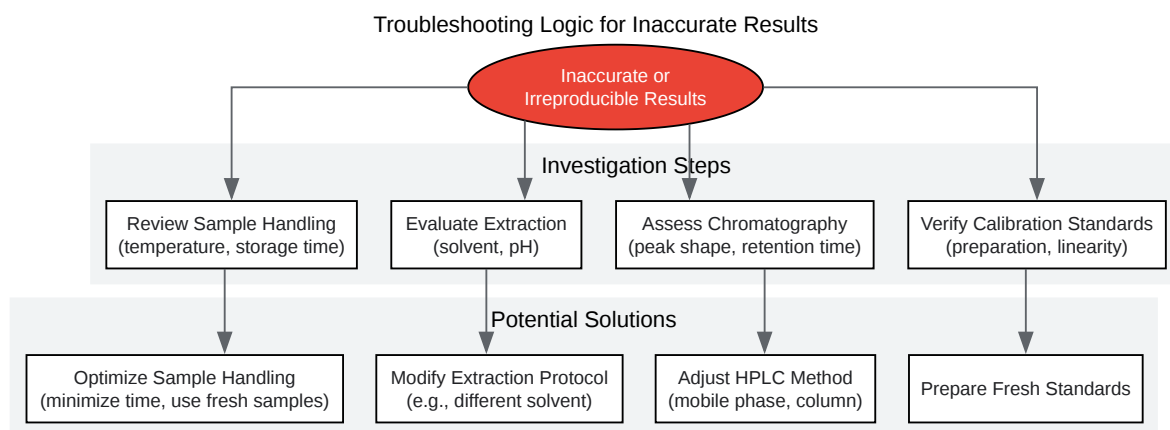 Troubleshooting Logic for Inaccurate Results
Inaccurate or
Irreproducible Results
Investigation Steps
Review Sample Handling
(temperature, storage time)
Evaluate Extraction
(solvent, pH)
Assess Chromatography
(peak shape, retention time)
Verify Calibration Standards
(preparation, linearity)
Potential Solutions
Optimize Sample Handling
(minimize time, use fresh samples)
Modify Extraction Protocol
(e.g., different solvent)
Adjust HPLC Method
(mobile phase, column)
Prepare Fresh Standards